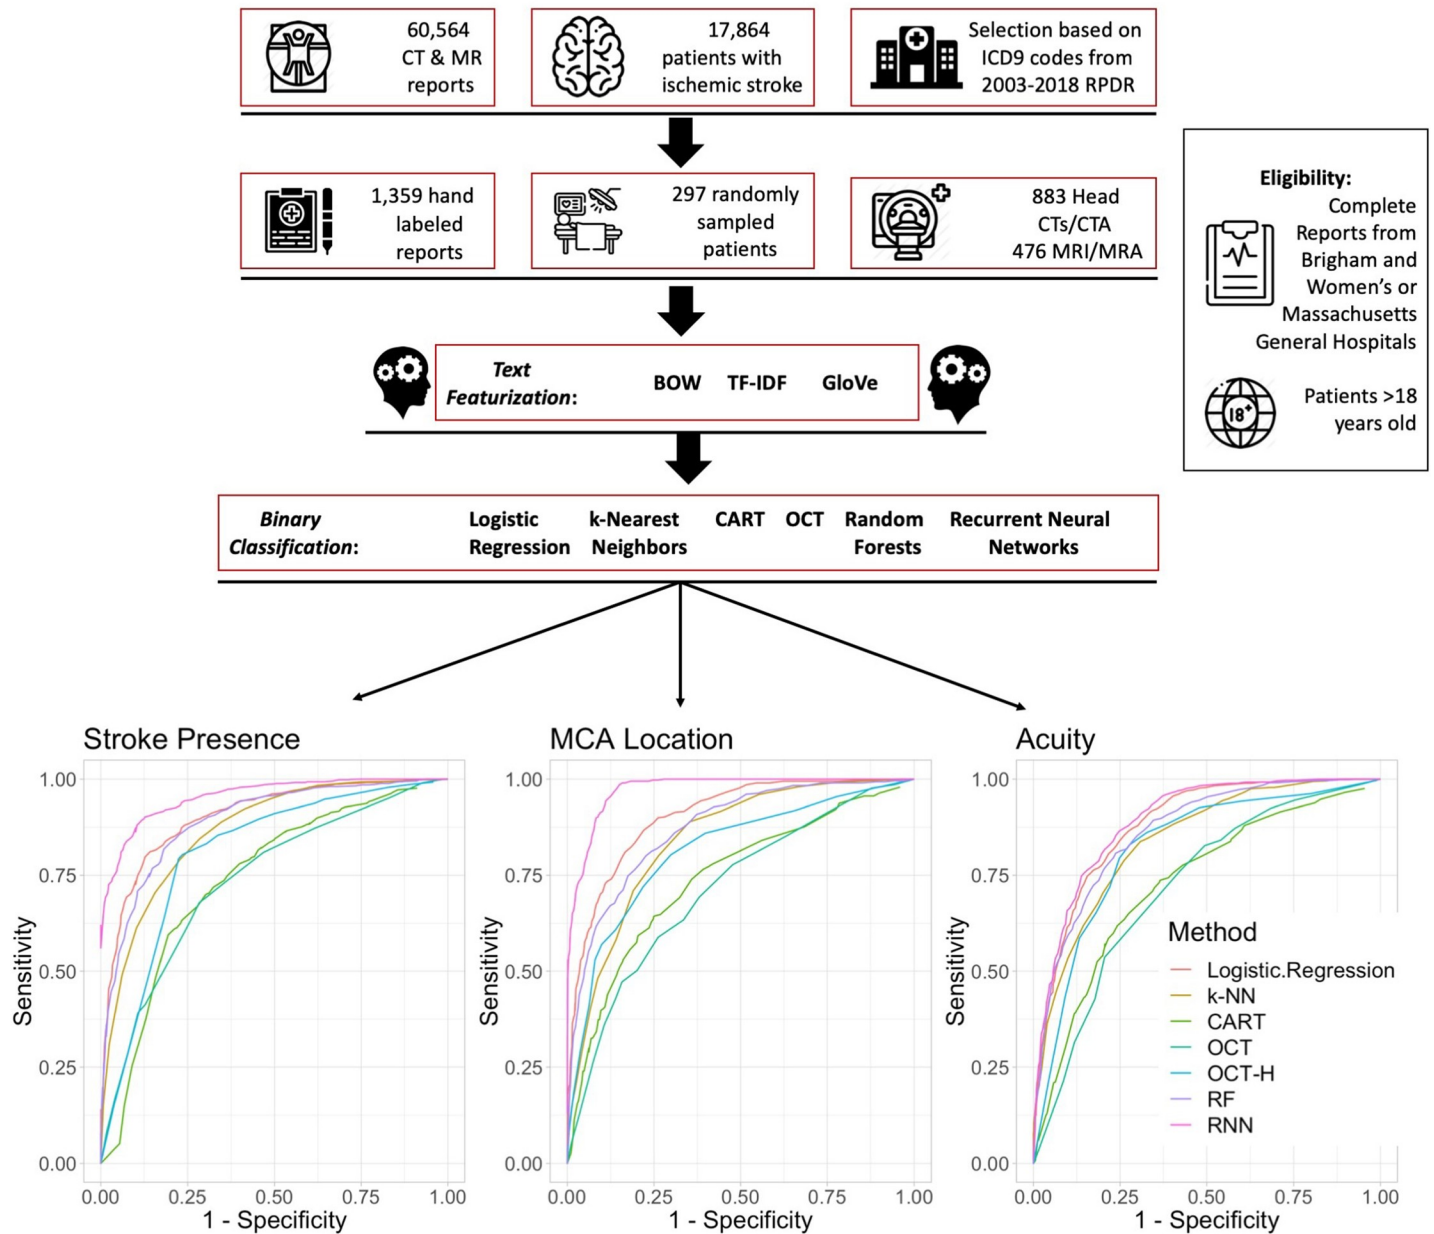 60,564
CT & MR
reports
17,864
patients with
ischemic stroke
Selection based on
ICD9 codes from
2003-2018 RPDR
1,359 hand
labeled
reports
297 randomly
sampled
patients
883 Head
CTs/CTA
476 MRI/MRA
Eligibility:
Complete
Reports from
Brigham and
Women's or
Massachusetts
General Hospitals
18+
Patients >18
years old
Text
Featurization:
BOW TF-IDF GloVe
Binary
Classification:
Logistic
Regression
k-Nearest
Neighbors
CART
OCT
Random
Forests
Recurrent Neural
Networks
Stroke Presence
1.00
0.75
0.50
0.25
0.00
Sensitivity
0.00 0.25 0.50 0.75 1.00
1 - Specificity
MCA Location
1.00
0.75
0.50
0.25
0.00
Sensitivity
0.00 0.25 0.50 0.75 1.00
1 - Specificity
Acuity
1.00
0.75
0.50
0.25
0.00
Sensitivity
0.00 0.25 0.50 0.75 1.00
1 - Specificity
Method
Logistic.Regression
k-NN
CART
OCT
OCT-H
RF
RNN